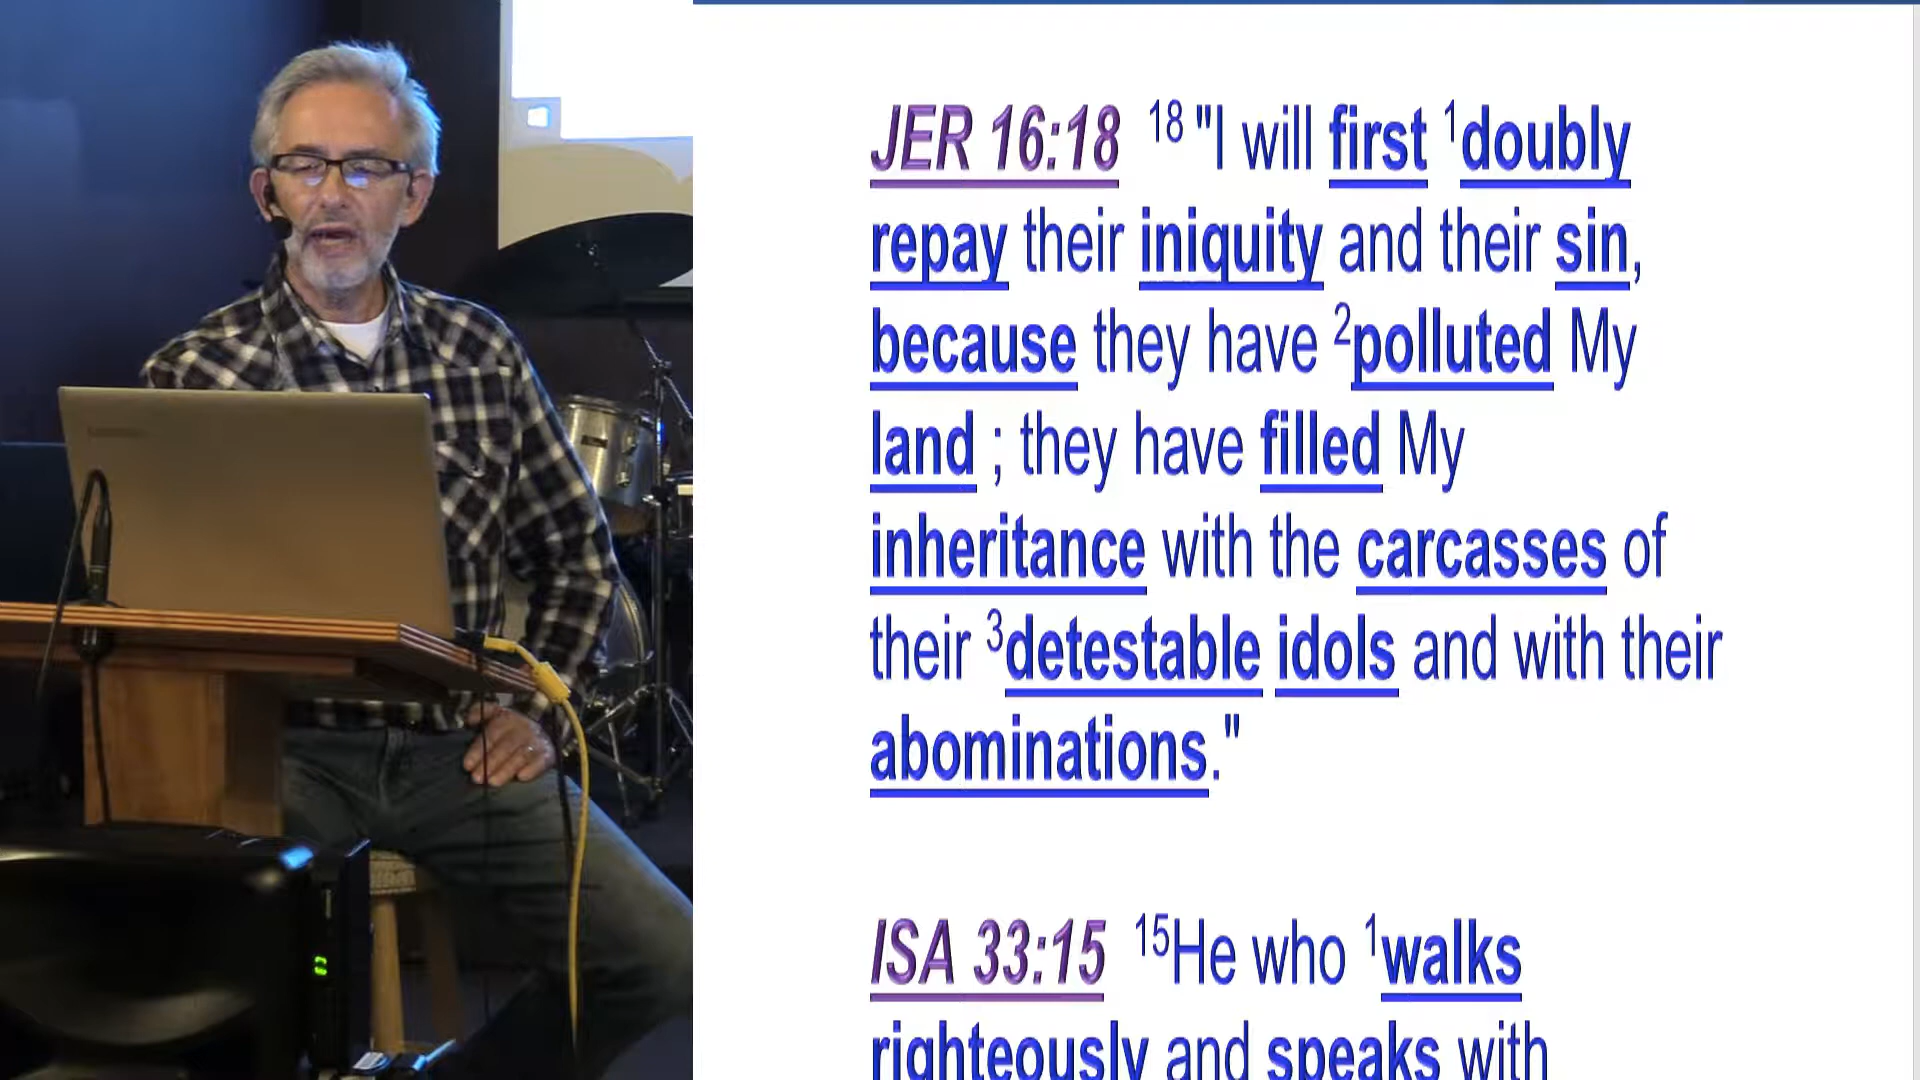 JER 16:18 18 "I will first 1doubly
repay their iniquity and their sin,
because they have 2polluted My
land ; they have filled My
inheritance with the carcasses of
their 3detestable idols and with their
abominations."
ISA 33:15 15He who 1walks
righteously and speaks with